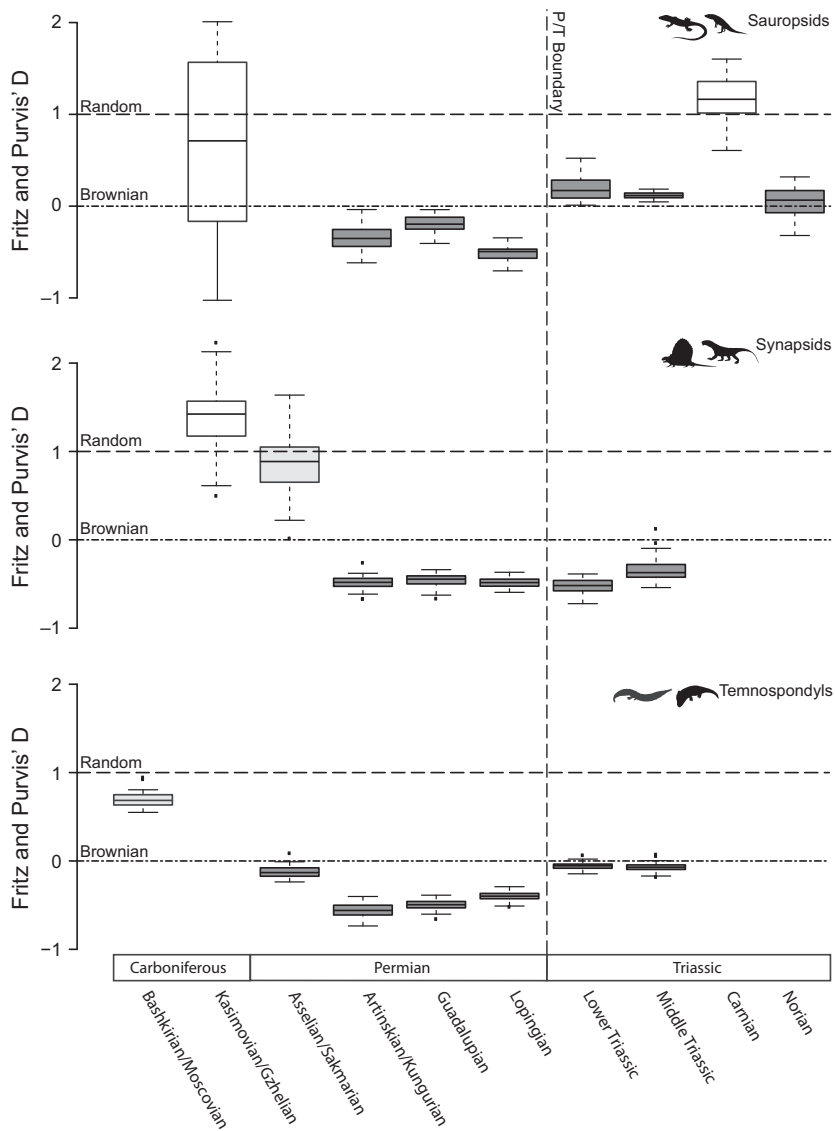 2
1
0
−1
Fritz and Purvis' D
Random
Brownian
P/T Boundary
Sauropsids
2
1
0
−1
Fritz and Purvis' D
Random
Brownian
Synapsids
2
1
0
−1
Fritz and Purvis' D
Random
Brownian
Temnospondyls
Carboniferous
Permian
Triassic
Bashkirian/Moscovian
Kasimovian/Gzhelian
Asselian/Sakmarian
Artinskian/Kungurian
Guadalupian
Lopingian
Lower Triassic
Middle Triassic
Carnian
Norian